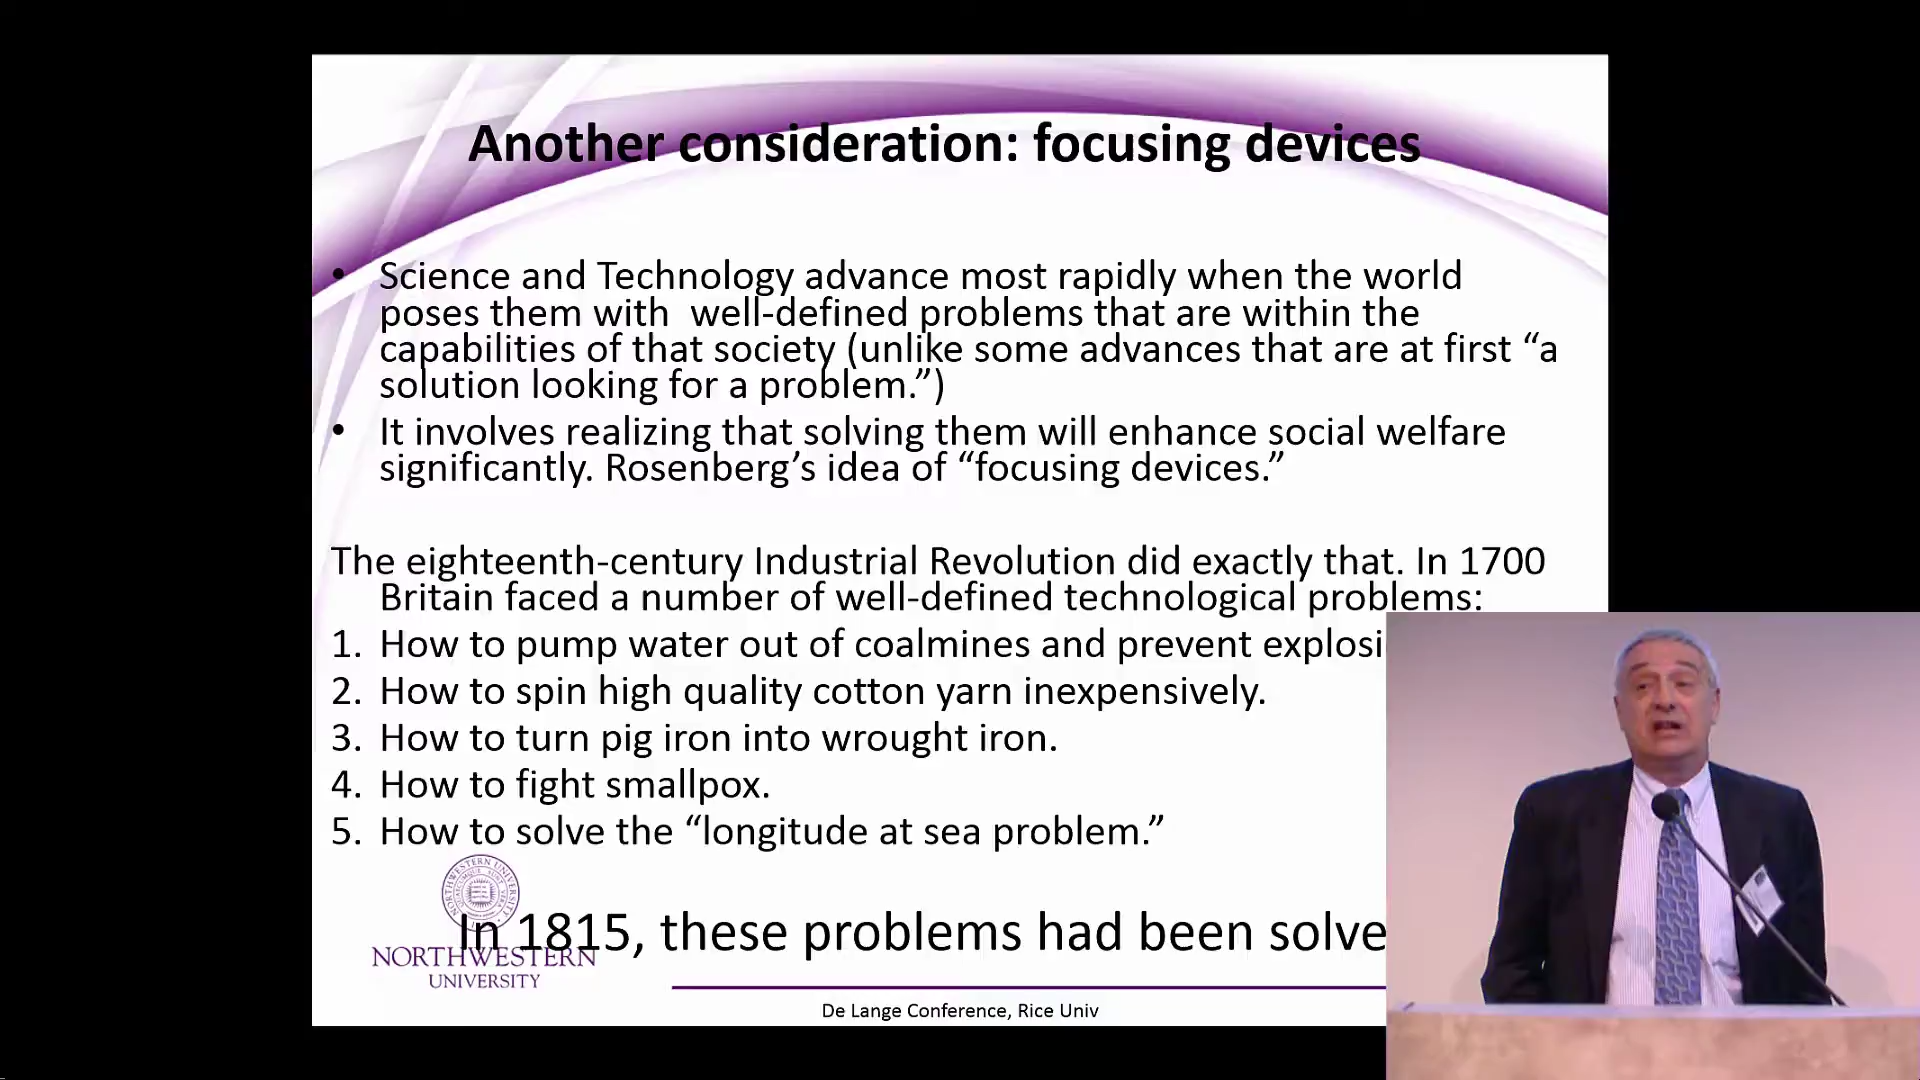 Another consideration: focusing devices
• Science and Technology advance most rapidly when the world
poses them with  well-defined problems that are within the
capabilities of that society (unlike some advances that are at first “a
solution looking for a problem.”)
• It involves realizing that solving them will enhance social welfare
significantly. Rosenberg’s idea of “focusing devices.”
The eighteenth-century Industrial Revolution did exactly that. In 1700
Britain faced a number of well-defined technological problems:
1. How to pump water out of coalmines and prevent explosi
2. How to spin high quality cotton yarn inexpensively.
3. How to turn pig iron into wrought iron.
4. How to fight smallpox.
5. How to solve the “longitude at sea problem.”
In 1815, these problems had been solve
NORTHWESTERN
UNIVERSITY
De Lange Conference, Rice Univ